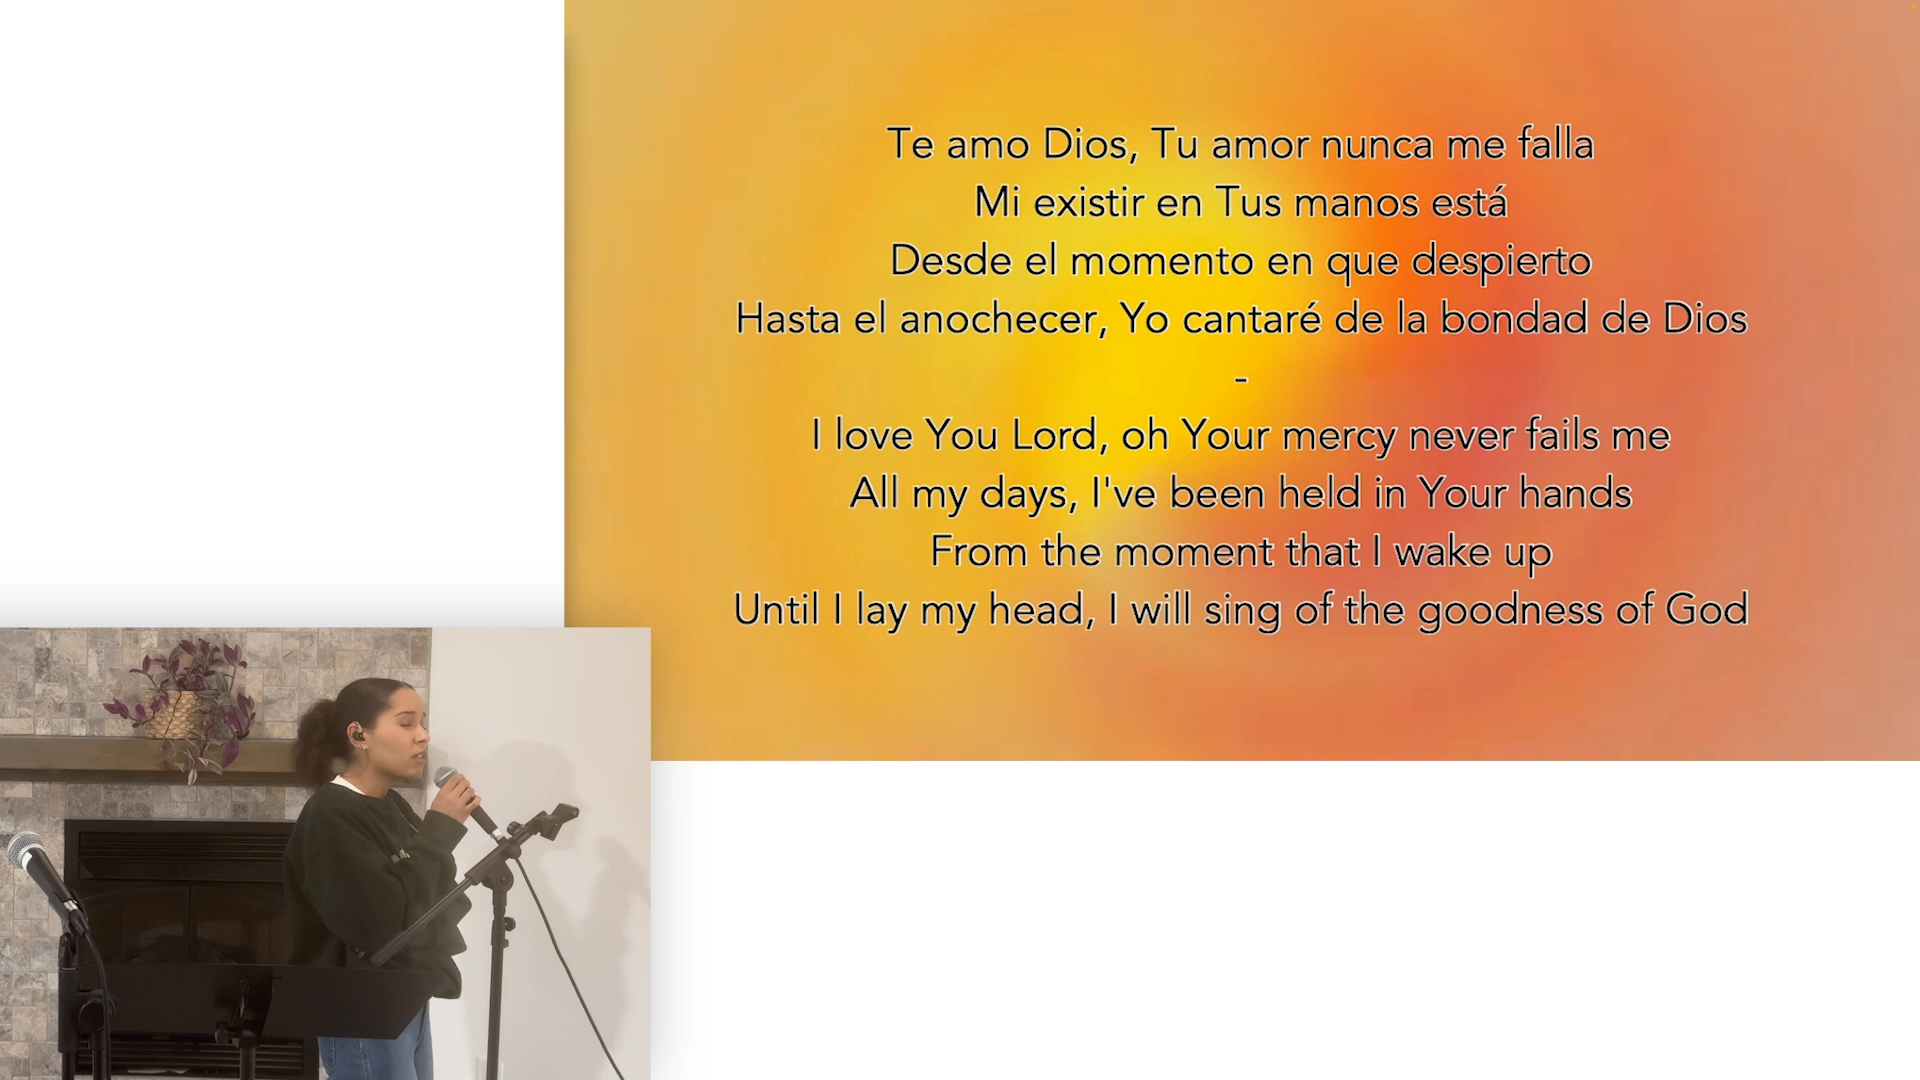 Te amo Dios, Tu amor nunca me falla
Mi existir en Tus manos está
Desde el momento en que despierto
Hasta el anochecer, Yo cantaré de la bondad de Dios
-
I love You Lord, oh Your mercy never fails me
All my days, I've been held in Your hands
From the moment that I wake up
Until I lay my head, I will sing of the goodness of God